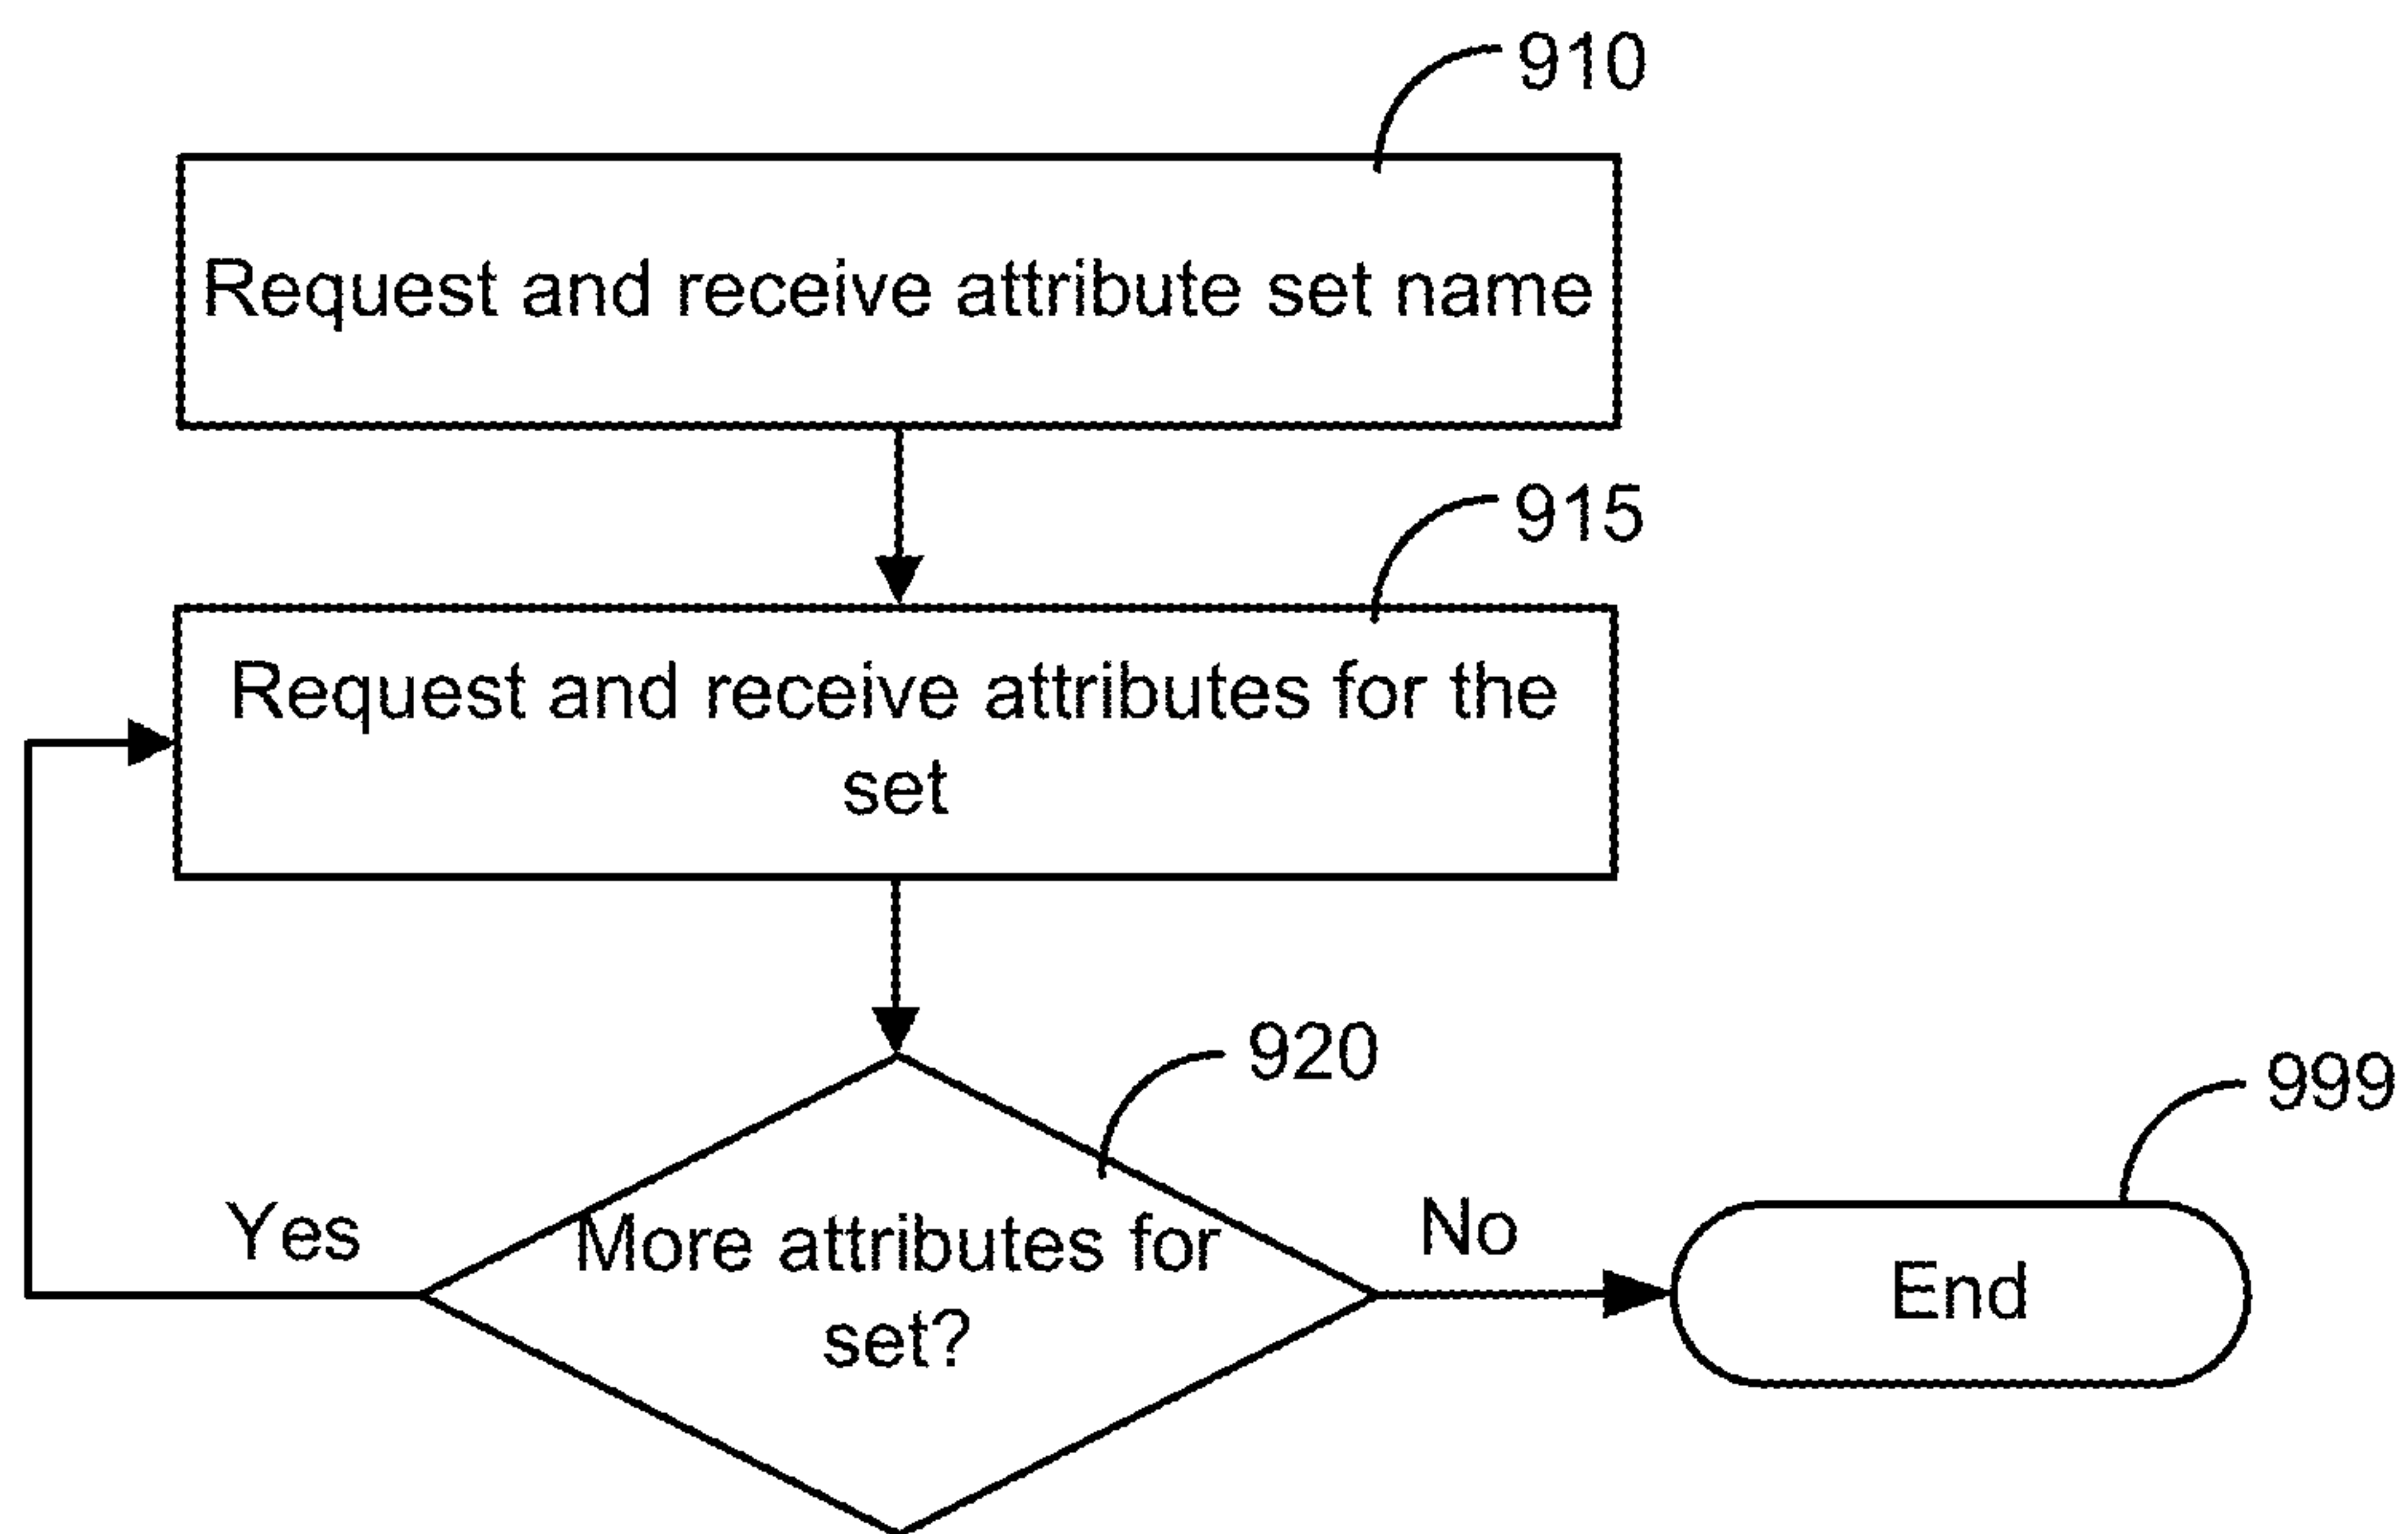 910
Request and receive attribute set name
915
Request and receive attributes for the
set
920
999
Yes
More attributes for
set?
No
End